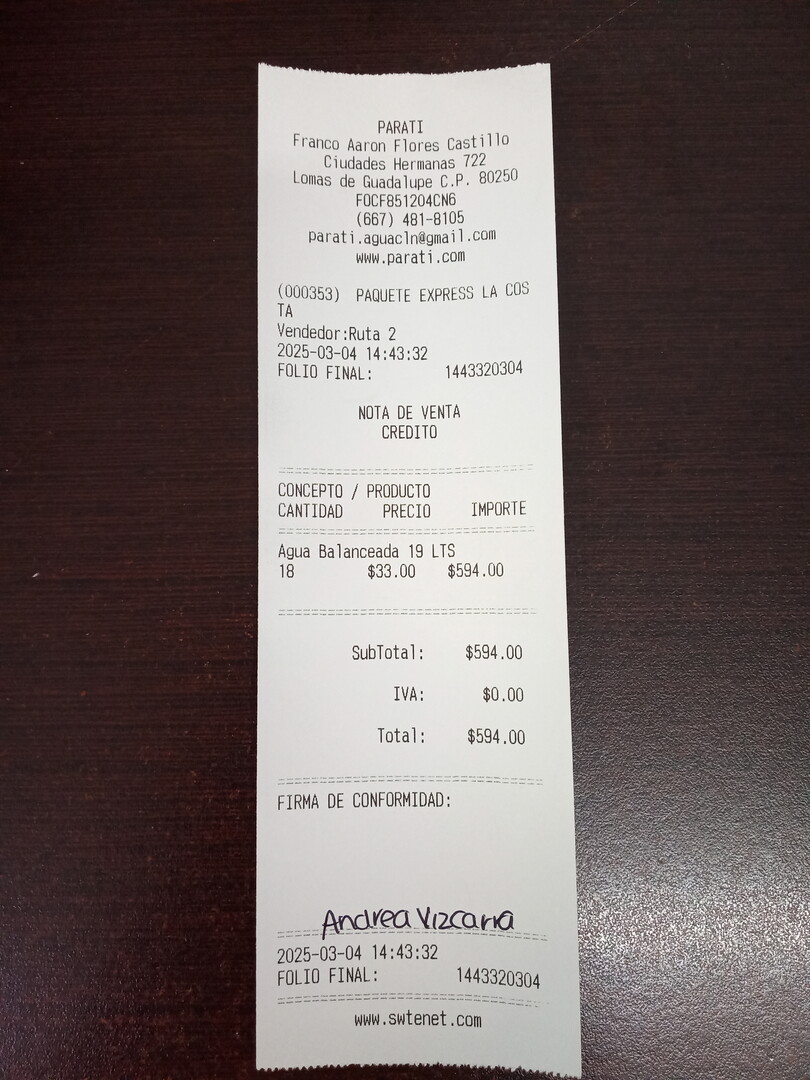 PARATI
Franco Aaron Flores Castillo
Ciudades Hermanas 722
Lomas de Guadalupe C.P. 80250
FOCF851204CN6
(667) 481-8105
parati.aguacln@gmail.com
www.parati.com
(000353) PAQUETE EXPRESS LA COS
TA
Vendedor:Ruta 2
2025-03-04 14:43:32
FOLIO FINAL: 1443320304
NOTA DE VENTA
CREDITO
CONCEPTO / PRODUCTO
CANTIDAD PRECIO IMPORTE
Agua Balanceada 19 LTS
18 $33.00 $594.00
SubTotal: $594.00
IVA: $0.00
Total: $594.00
FIRMA DE CONFORMIDAD:
Andrea Vizcarra
2025-03-04 14:43:32
FOLIO FINAL: 1443320304
www.swtenet.com